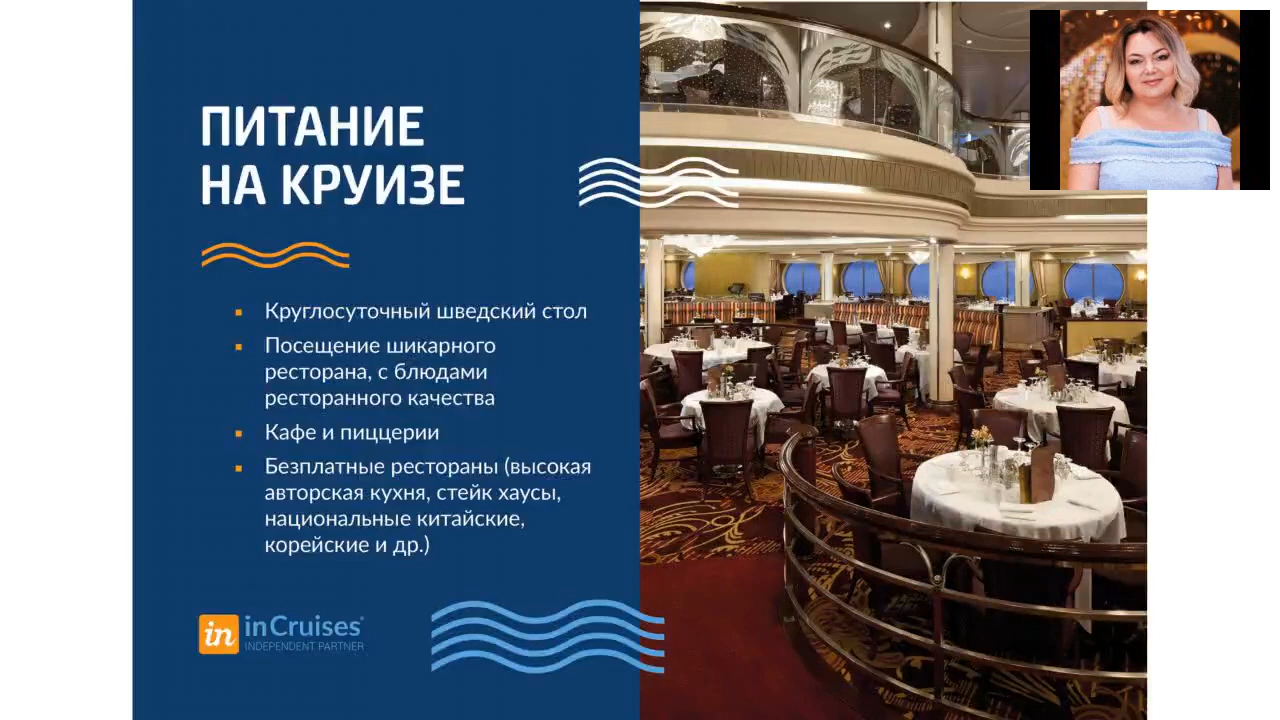 ПИТАНИЕ
НА КРУИЗЕ
Круглосуточный шведский стол
Посещение шикарного
ресторана, с блюдами
ресторанного качества
Кафе и пиццерии
Безплатные рестораны (высокая
авторская кухня, стейк хаусы,
национальные китайские,
корейские и др.)
in inCruises®
INDEPENDENT PARTNER